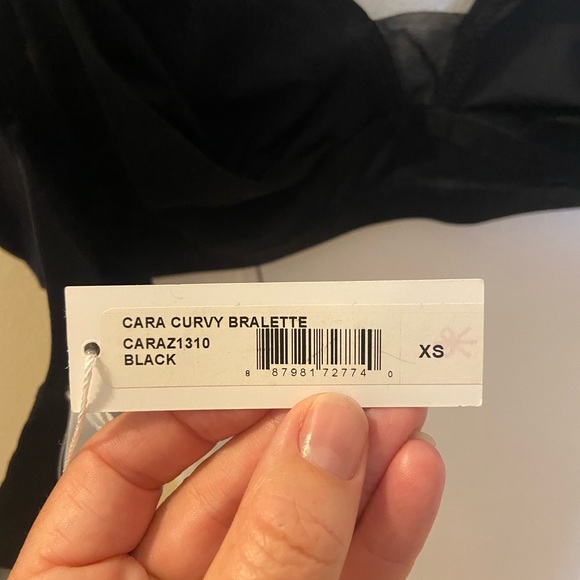 CARA CURVY BRALETTE
CARAZ1310
BLACK
XS
8 87981 72774 0